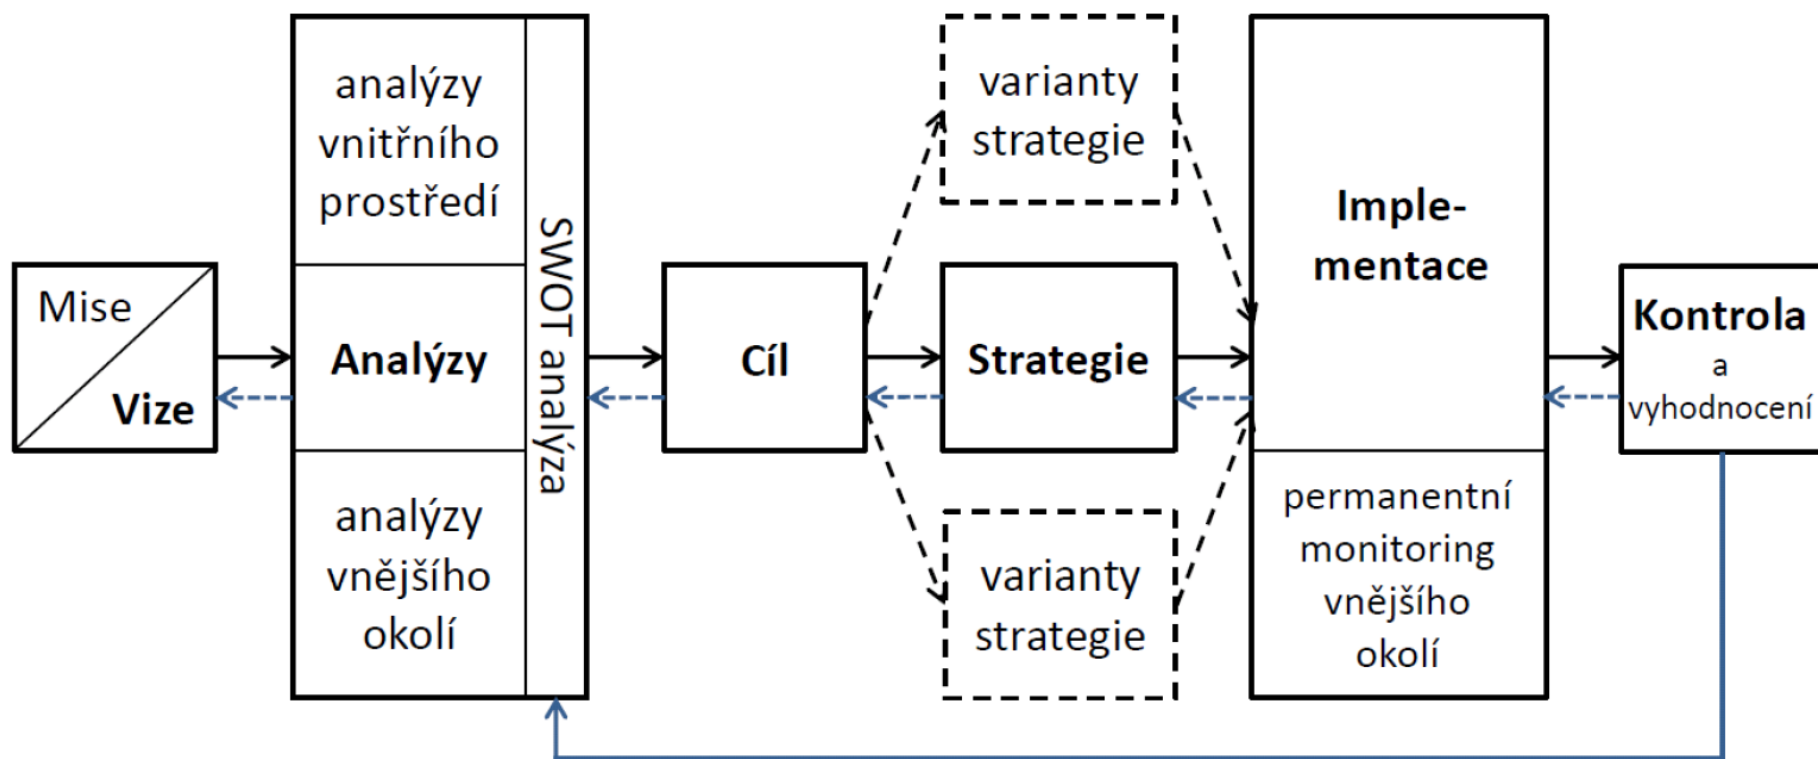 Mise
Vize
analýzy
vnitřního
prostředí
Analýzy
analýzy
vnějšího
okolí
SWOT analýza
Cíl
varianty
strategie
Strategie
varianty
strategie
Imple-
mentace
permanentní
monitoring
vnějšího
okolí
Kontrola
a
vyhodnocení